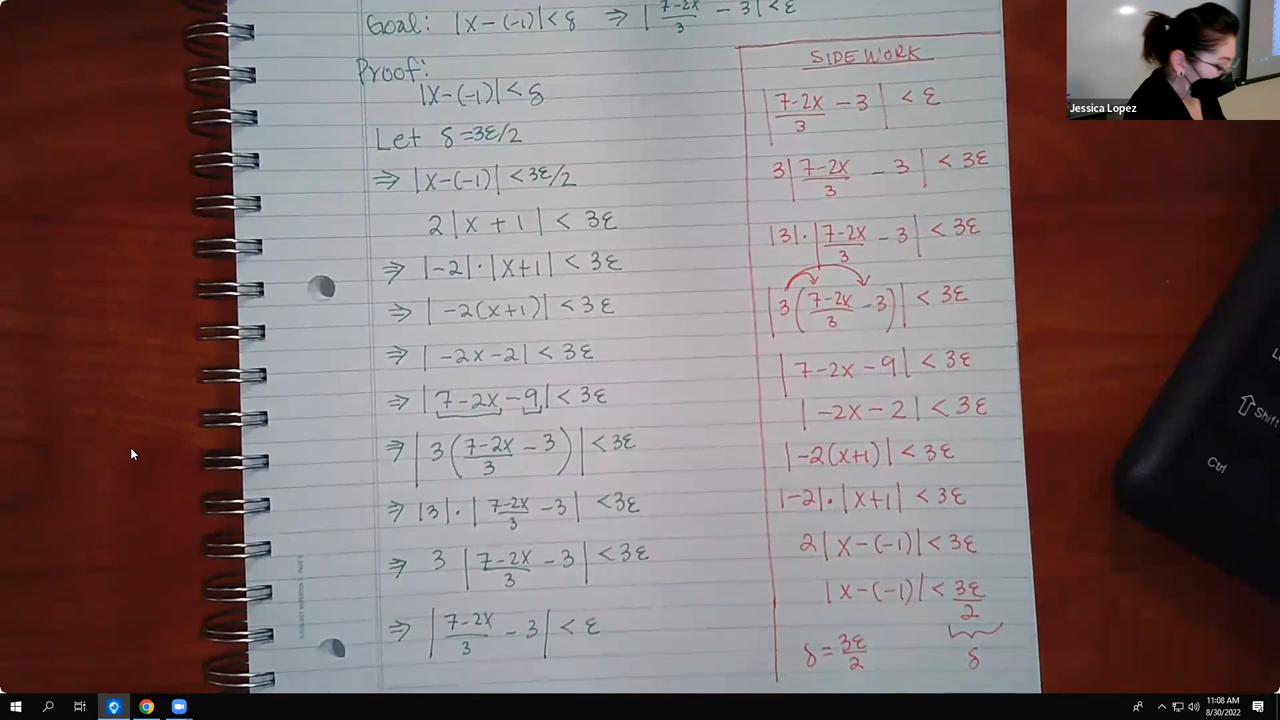 Goal: |x-(-1)|<δ ⇒ |7-2x/3 - 3|<ε
Proof:
|x-(-1)|<δ
Let δ=3ε/2
⇒ |x-(-1)|<3ε/2
2|x+1|<3ε
⇒ |-2|·|x+1|<3ε
⇒ |-2(x+1)|<3ε
⇒ |-2x-2|<3ε
⇒ |7-2x-9|<3ε
⇒ |3(7-2x/3 - 3)|<3ε
⇒ |3|·|7-2x/3 - 3|<3ε
⇒ 3|7-2x/3 - 3|<3ε
⇒ |7-2x/3 - 3|<ε
SIDE WORK
|7-2x/3 - 3|<ε
3|7-2x/3 - 3|<3ε
|3|·|7-2x/3 - 3|<3ε
|3(7-2x/3 - 3)|<3ε
|7-2x-9|<3ε
|-2x-2|<3ε
|-2(x+1)|<3ε
|-2|·|x+1|<3ε
2|x-(-1)|<3ε
|x-(-1)|<3ε/2
δ=3ε/2 δ
Jessica Lopez
Shift
Ctrl
11:08 AM
8/30/2022